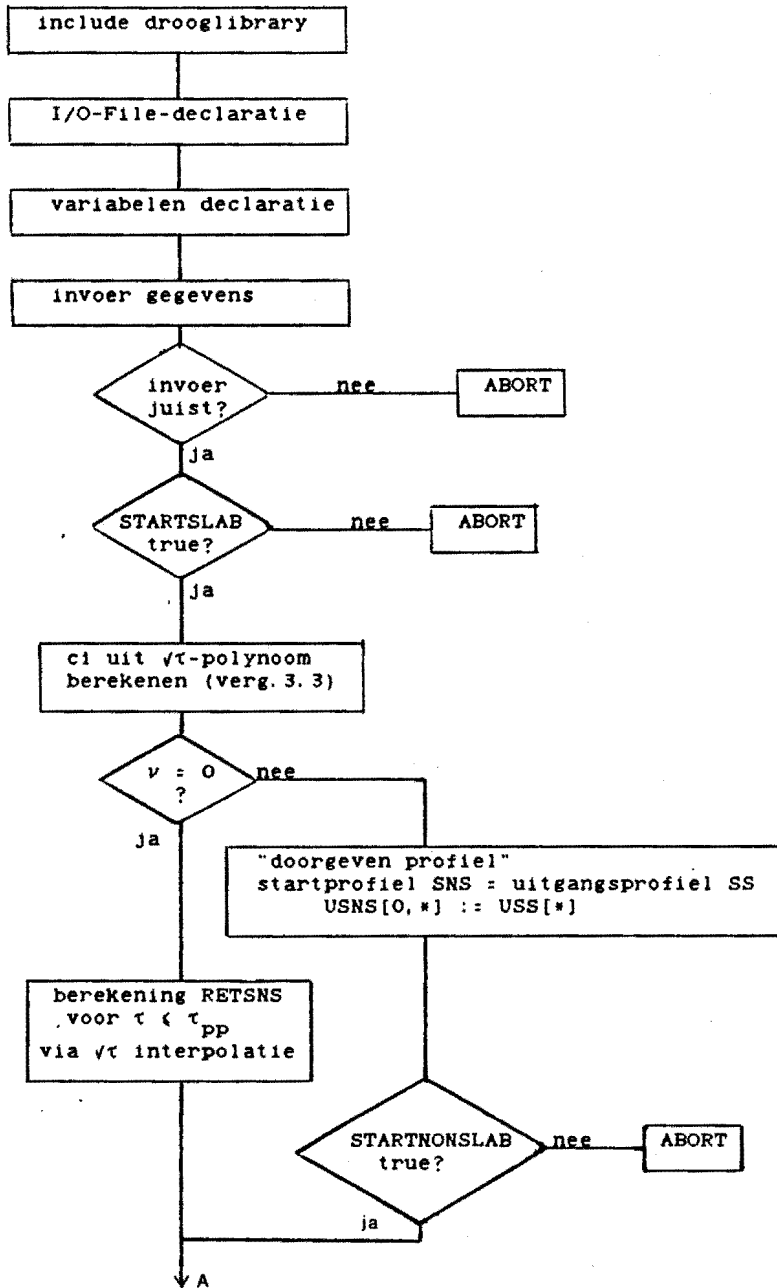 include drooglibrary
I/O-File-declaratie
variabelen declaratie
invoer gegevens
invoer
juist?
nee
ABORT
ja
STARTSLAB
true?
nee
ABORT
ja
ci uit √τ-polynoom
berekenen (verg. 3.3)
ν = 0
?
nee
ja
"doorgeven profiel"
startprofiel SNS = uitgangsprofiel SS
USNS[0,*] := USS[*]
berekening RETSNS
voor τ < τpp
via √τ interpolatie
STARTNONSLAB
true?
nee
ABORT
ja
A